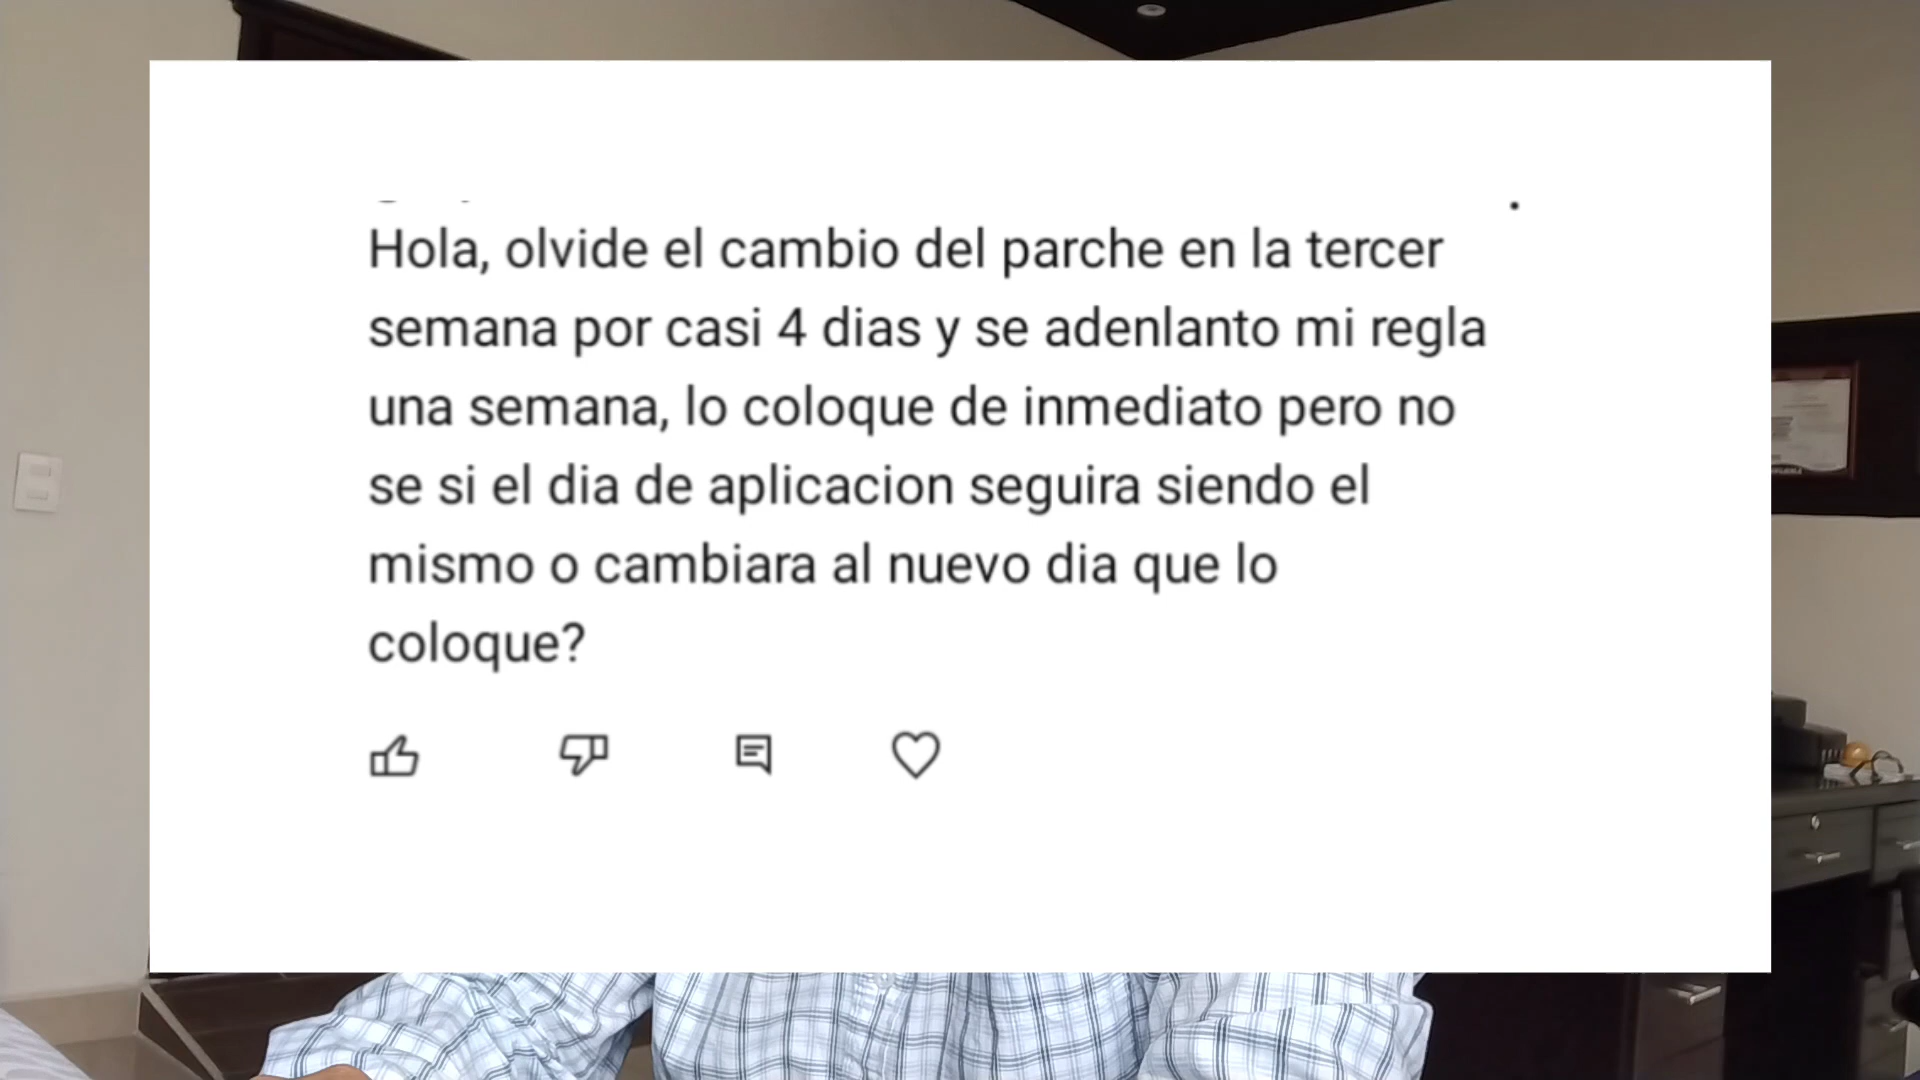 Hola, olvide el cambio del parche en la tercer
semana por casi 4 dias y se adenlanto mi regla
una semana, lo coloque de inmediato pero no
se si el dia de aplicacion seguira siendo el
mismo o cambiara al nuevo dia que lo
coloque?